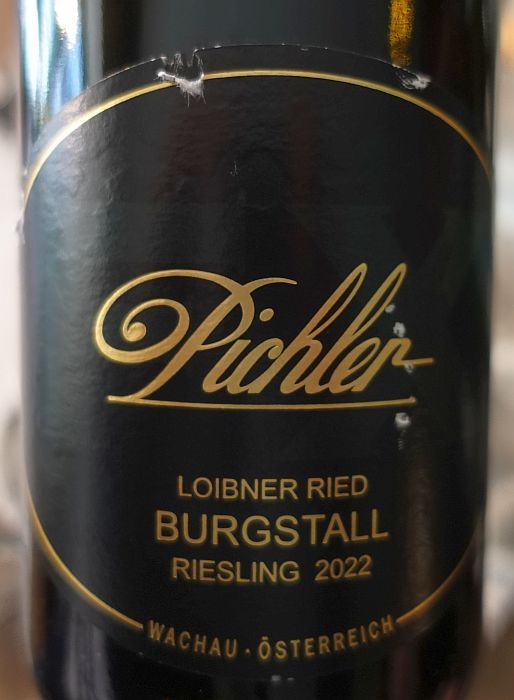 Pichler
LOIBNER RIED
BURGSTALL
RIESLING 2022
WACHAU · ÖSTERREICH